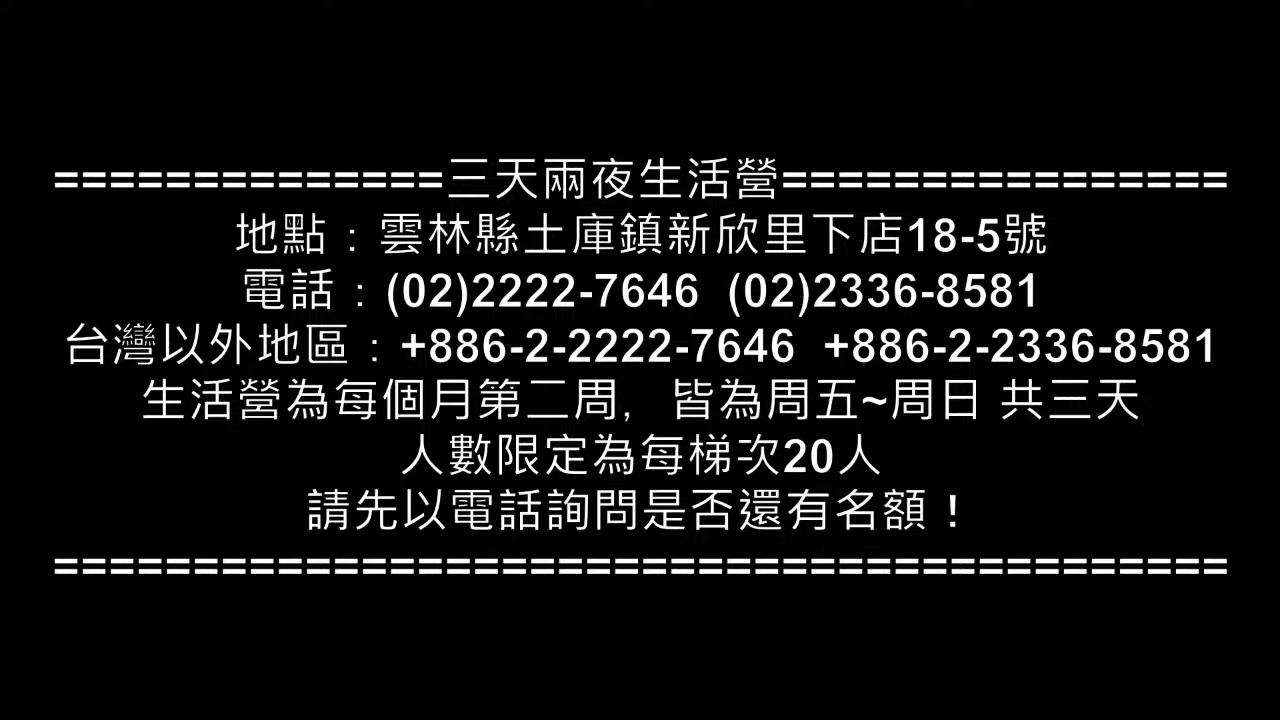 ==============三天兩夜生活營================
地點：雲林縣土庫鎮新欣里下店18-5號
電話：(02)2222-7646  (02)2336-8581
台灣以外地區：+886-2-2222-7646  +886-2-2336-8581
生活營為每個月第二周，皆為周五~周日 共三天
人數限定為每梯次20人
請先以電話詢問是否還有名額！
==========================================